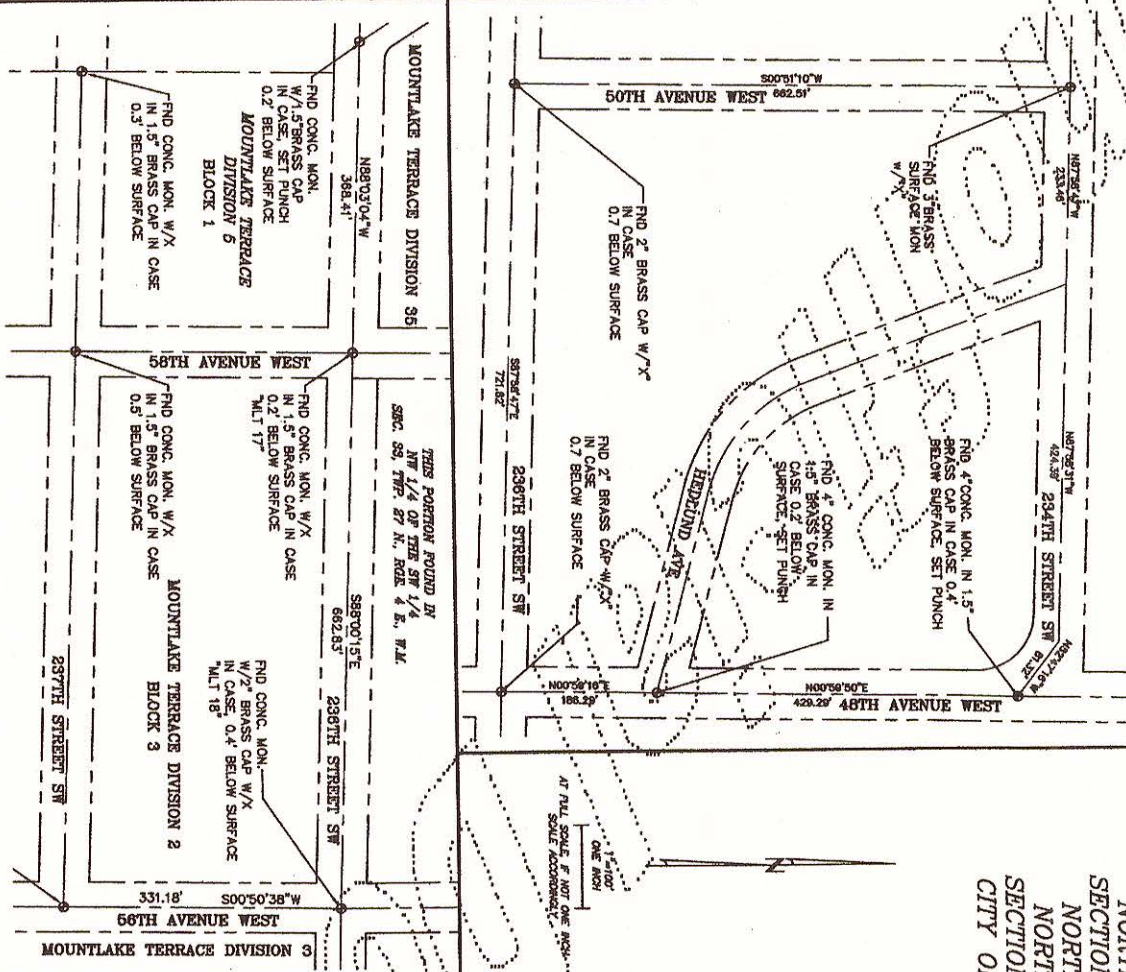 S00°51'10"W
50TH AVENUE WEST 662.51'
FND 3" BRASS
SURFACE MON
W/"X"
234TH STREET SW
FND 4" CONC. MON. IN 1.5"
BRASS CAP IN CASE 0.4'
BELOW SURFACE, SET PUNCH
FND 2" BRASS CAP W/"X"
IN CASE
0.7 BELOW SURFACE
FND 4" CONC. MON. IN
1.5" BRASS CAP IN
CASE 0.2' BELOW
SURFACE, SET PUNCH
HEDLUND AVE
FND 2" BRASS CAP W/"X"
IN CASE
0.7 BELOW SURFACE
S87°58'47"E
721.82'
236TH STREET SW
N00°59'50"E
429.29' 48TH AVENUE WEST
1"=100'
ONE INCH
AT FULL SCALE, IF NOT ONE INCH
SCALE ACCORDINGLY.
N
SECTION
SECTION
CITY O
MOUNTLAKE TERRACE DIVISION 35
N88°03'04"W
368.41'
FND CONC. MON.
W/1.5" BRASS CAP
IN CASE, SET PUNCH
0.2' BELOW SURFACE
MOUNTLAKE TERRACE
DIVISION 5
BLOCK 1
FND CONC. MON. W/X
IN 1.5" BRASS CAP IN CASE
0.3' BELOW SURFACE
58TH AVENUE WEST
FND CONC. MON. W/X
IN 1.5" BRASS CAP IN CASE
0.2' BELOW SURFACE
"MLT 17"
FND CONC. MON. W/X
IN 1.5" BRASS CAP IN CASE
0.5' BELOW SURFACE
THIS PORTION FOUND IN
NW 1/4 OF THE SW 1/4
SEC. 33, TWP. 27 N., RGE. 4 E., W.M.
S88°00'15"E
662.83'
236TH STREET SW
FND CONC. MON.
W/2" BRASS CAP W/X
IN CASE, 0.4' BELOW SURFACE
"MLT 18"
MOUNTLAKE TERRACE DIVISION 2
BLOCK 3
237TH STREET SW
331.18' S00°50'38"W
56TH AVENUE WEST
MOUNTLAKE TERRACE DIVISION 3